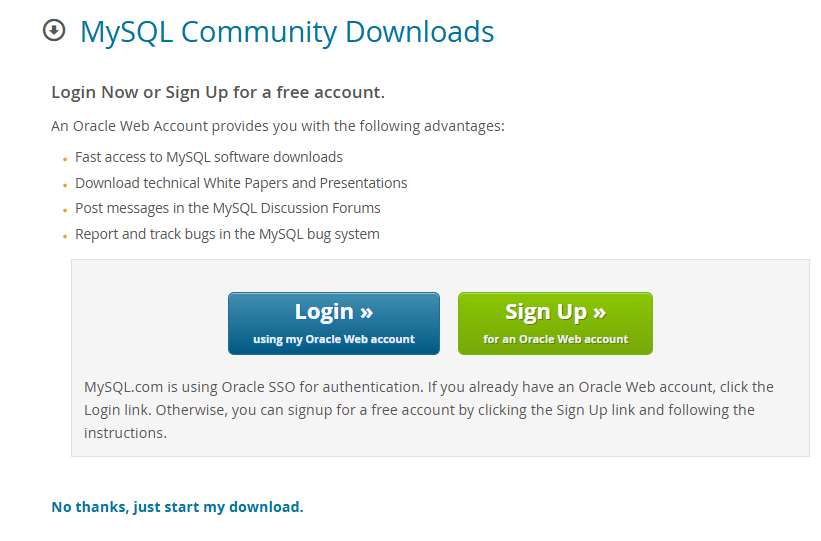 MySQL Community Downloads
Login Now or Sign Up for a free account.
An Oracle Web Account provides you with the following advantages:
Fast access to MySQL software downloads
Download technical White Papers and Presentations
Post messages in the MySQL Discussion Forums
Report and track bugs in the MySQL bug system
Login »
using my Oracle Web account
Sign Up »
for an Oracle Web account
MySQL.com is using Oracle SSO for authentication. If you already have an Oracle Web account, click the
Login link. Otherwise, you can signup for a free account by clicking the Sign Up link and following the
instructions.
No thanks, just start my download.